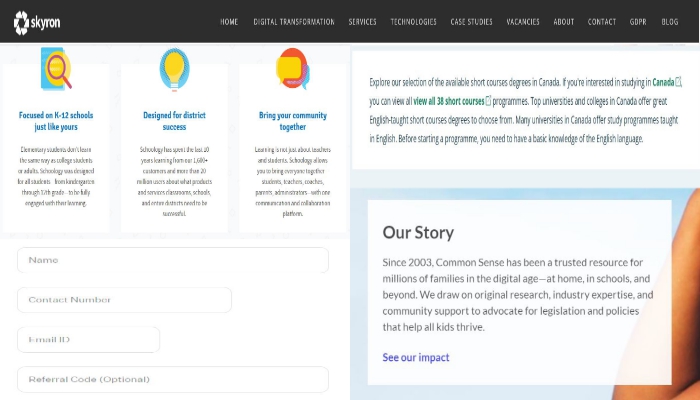 skyron
HOME DIGITAL TRANSFORMATION SERVICES TECHNOLOGIES CASE STUDIES VACANCIES ABOUT CONTACT GDPR BLOG
Focused on K-12 schools
just like yours
Elementary students don't learn
the same way as college students
or adults. Schoology was designed
for all students - from kindergarten
through 12th grade - to be fully
engaged with their learning.
Designed for district
success
Schoology has spent the last 10
years learning from our 1,600+
customers and more than 20
million users about what products
and services classrooms, schools,
and entire districts need to be
successful.
Bring your community
together
Learning is not just about teachers
and students. Schoology allows
you to bring everyone together
students, teachers, coaches,
parents, administrators - with one
communication and collaboration
platform.
Name
Contact Number
Email ID
Referral Code (Optional)
Explore our selection of the available short courses degrees in Canada. If you're interested in studying in Canada,
you can view all view all 38 short courses programmes. Top universities and colleges in Canada offer great
English-taught short courses degrees to choose from. Many universities in Canada offer study programmes taught
in English. Before starting a programme, you need to have a basic knowledge of the English language.
Our Story
Since 2003, Common Sense has been a trusted resource for
millions of families in the digital age—at home, in schools, and
beyond. We draw on original research, industry expertise, and
community support to advocate for legislation and policies
that help all kids thrive.
See our impact